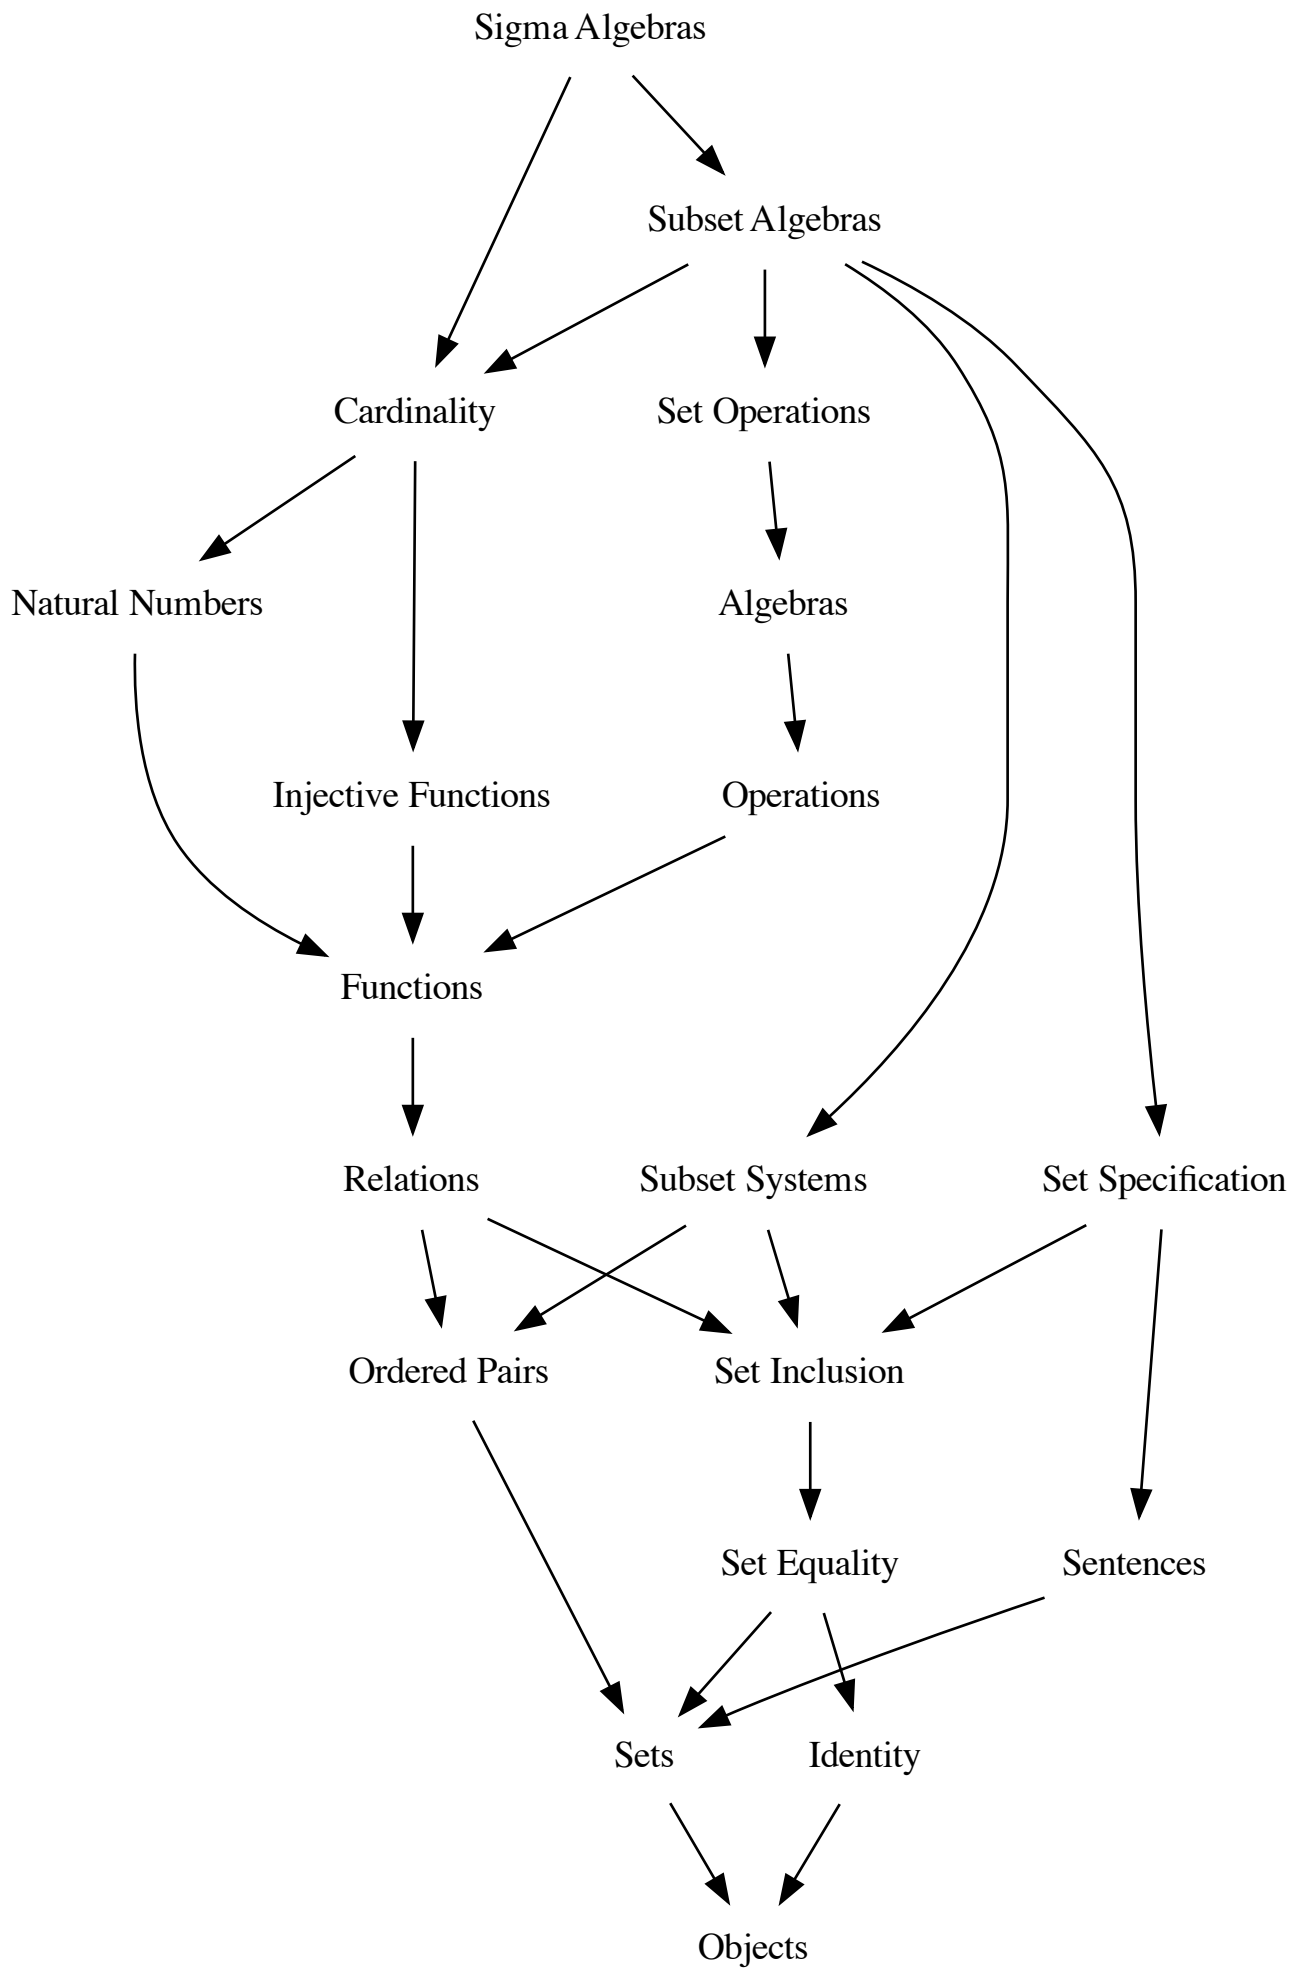 Sigma Algebras
Subset Algebras
Cardinality
Set Operations
Natural Numbers
Algebras
Injective Functions
Operations
Functions
Relations
Subset Systems
Set Specification
Ordered Pairs
Set Inclusion
Set Equality
Sentences
Sets
Identity
Objects